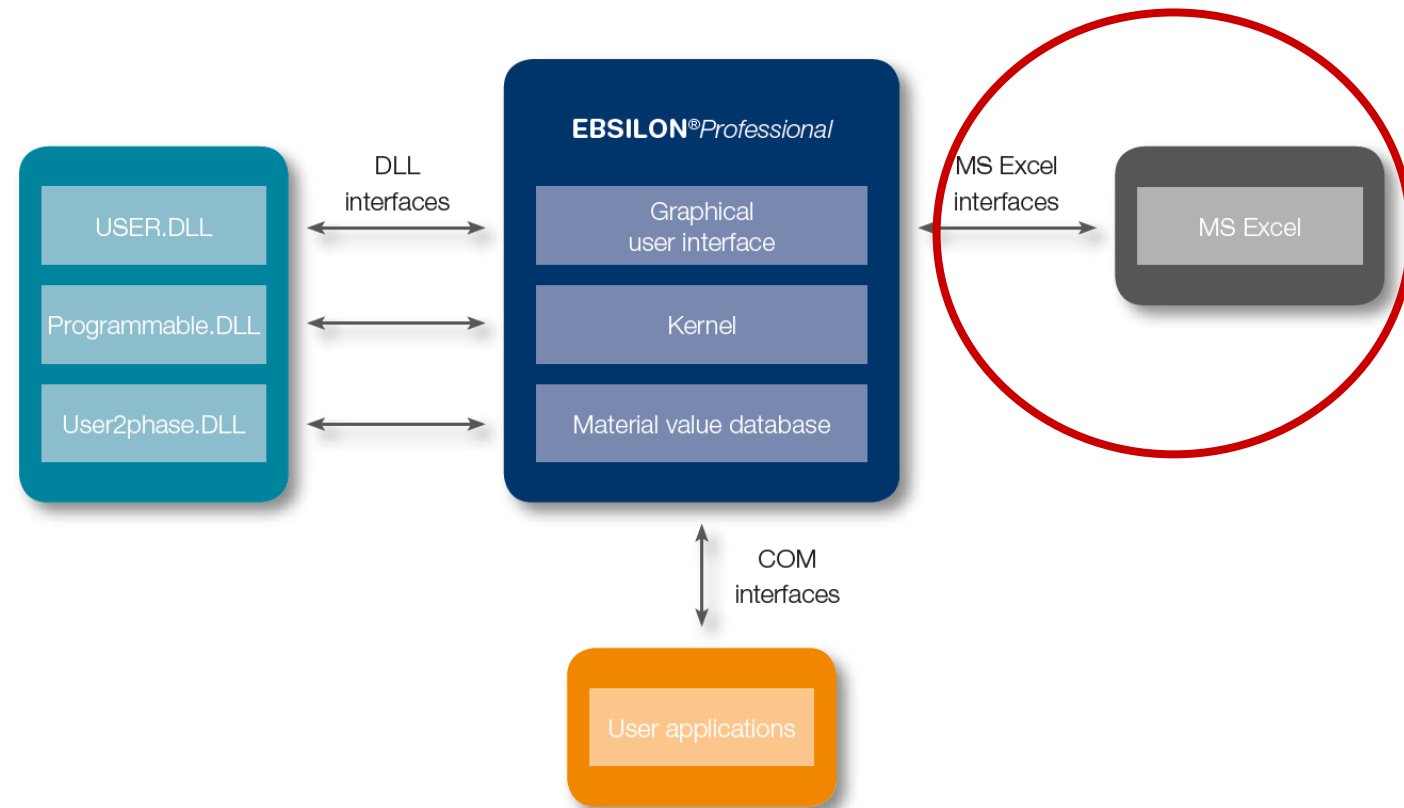 EBSILON®Professional
DLL
interfaces
MS Excel
interfaces
USER.DLL
Graphical
user interface
MS Excel
Programmable.DLL
Kernel
User2phase.DLL
Material value database
COM
interfaces
User applications